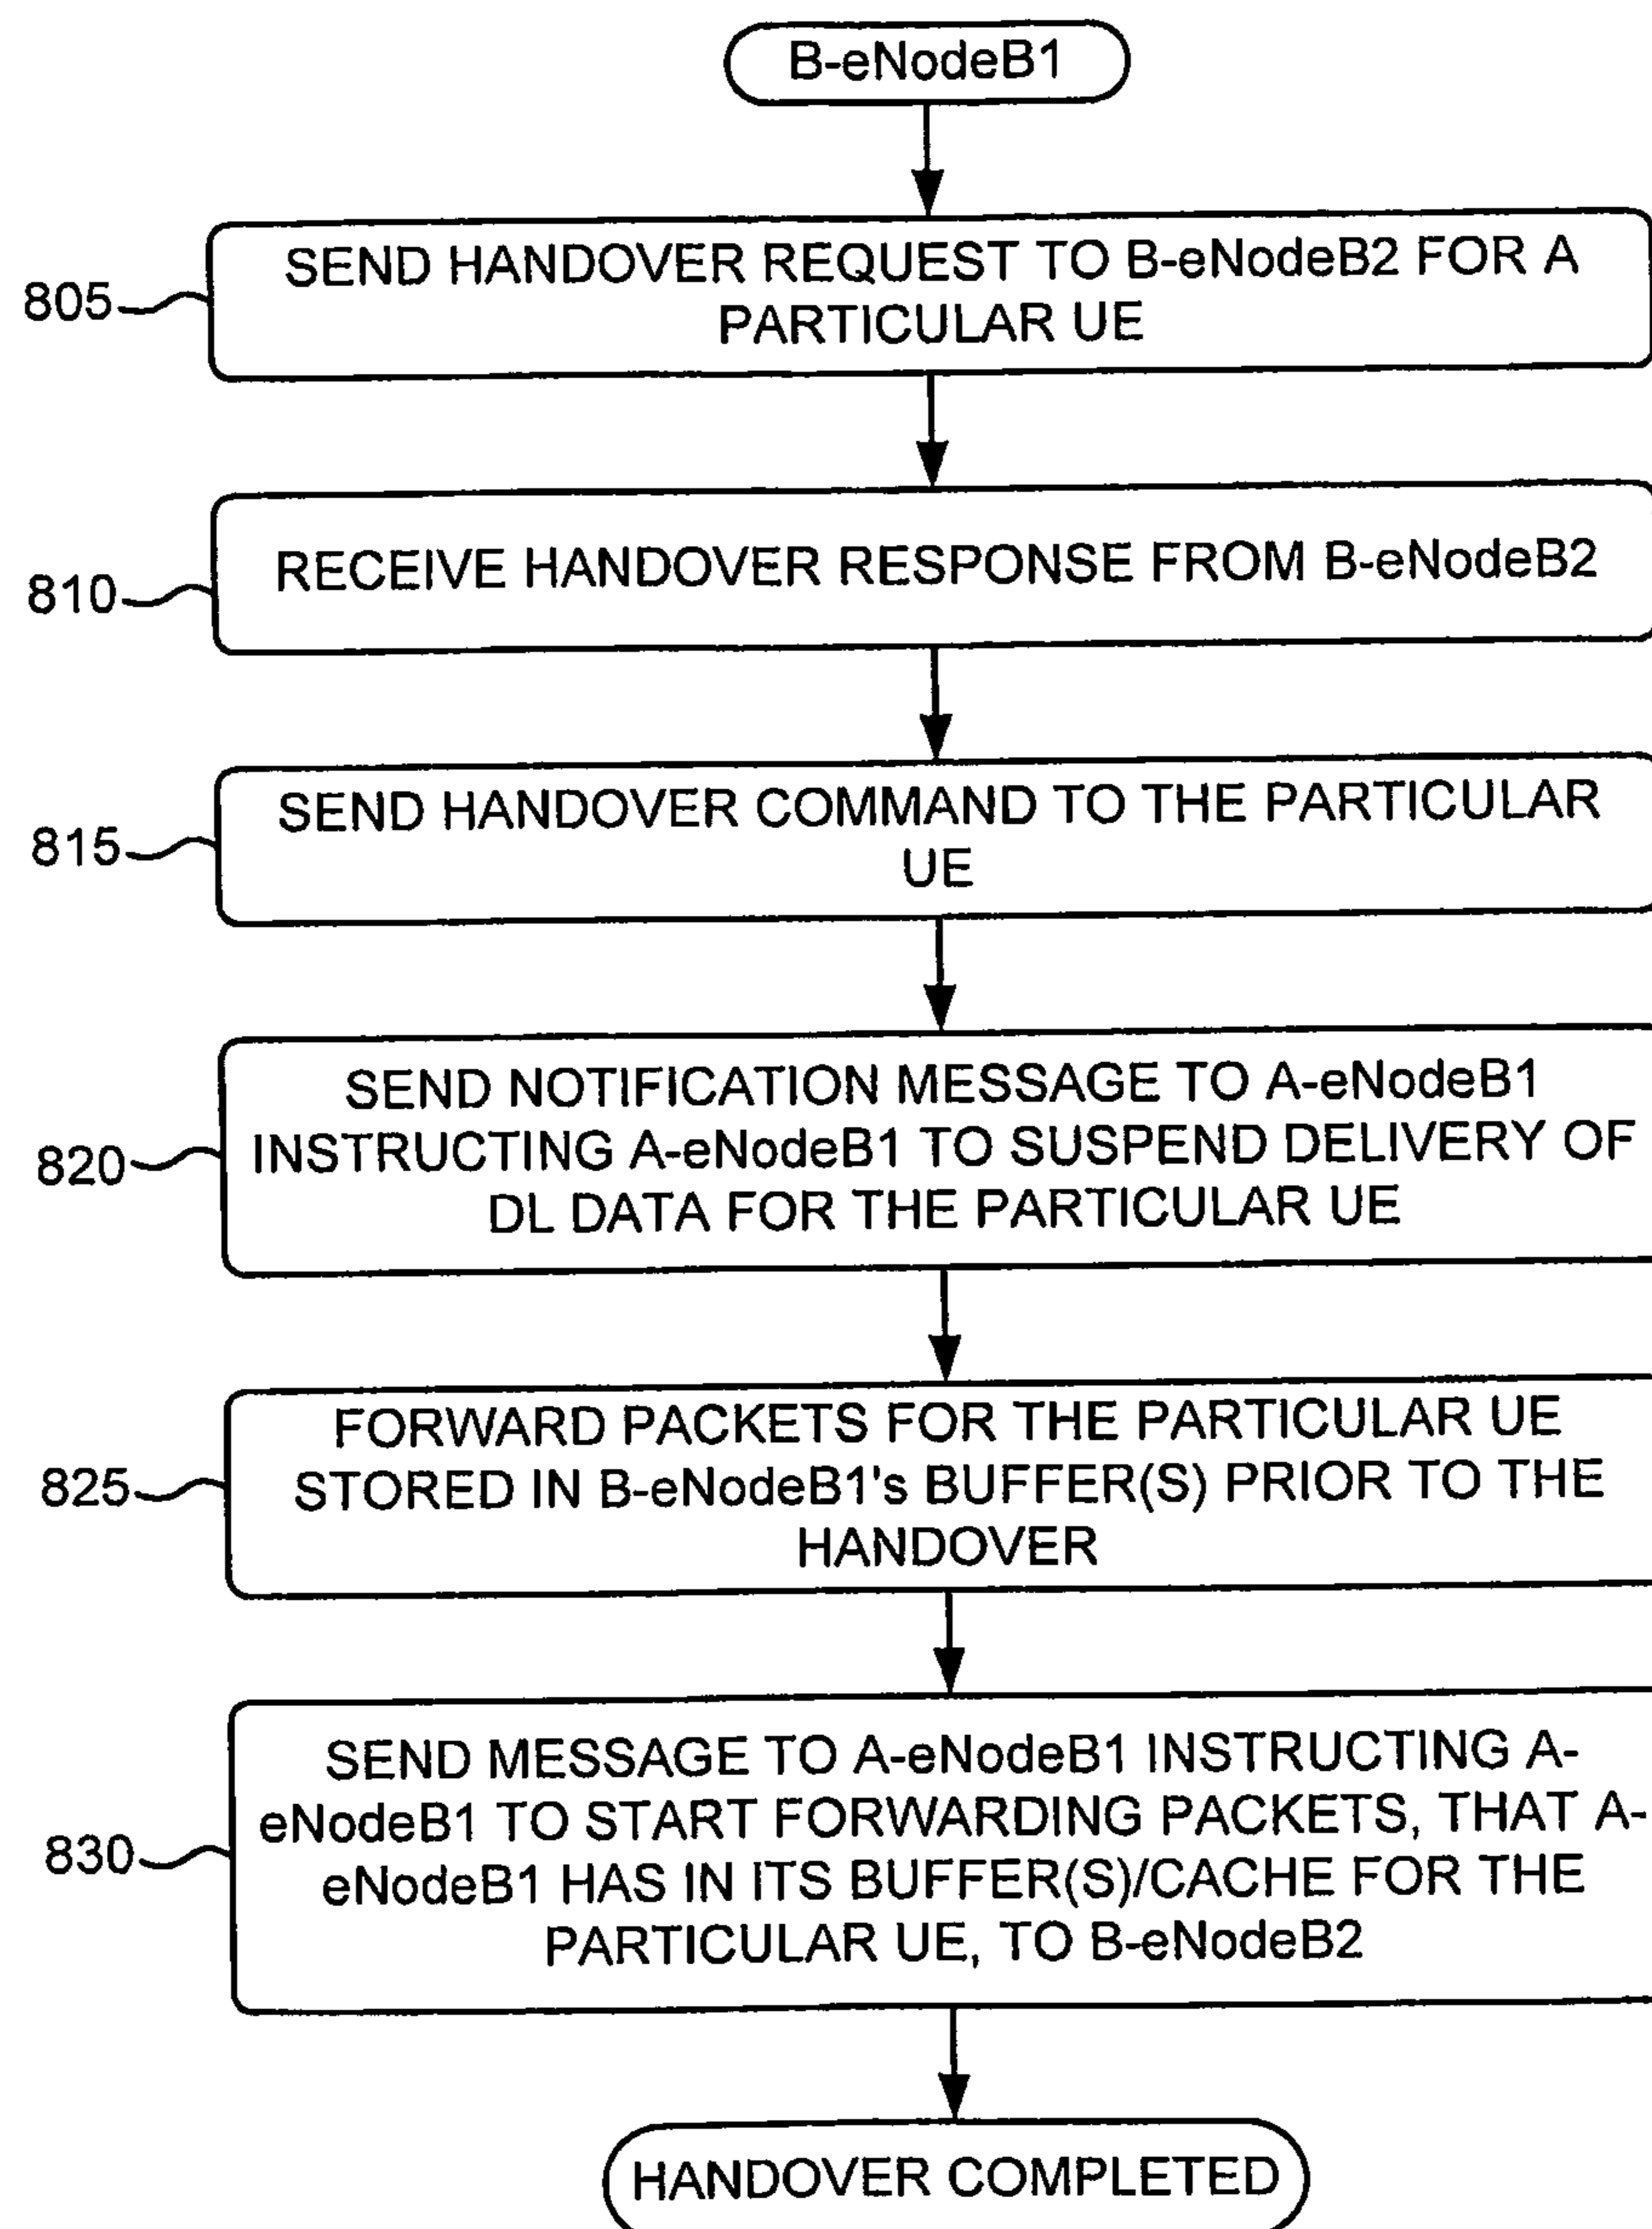 B-eNodeB1
805
SEND HANDOVER REQUEST TO B-eNodeB2 FOR A
PARTICULAR UE
810
RECEIVE HANDOVER RESPONSE FROM B-eNodeB2
815
SEND HANDOVER COMMAND TO THE PARTICULAR
UE
820
SEND NOTIFICATION MESSAGE TO A-eNodeB1
INSTRUCTING A-eNodeB1 TO SUSPEND DELIVERY OF
DL DATA FOR THE PARTICULAR UE
825
FORWARD PACKETS FOR THE PARTICULAR UE
STORED IN B-eNodeB1's BUFFER(S) PRIOR TO THE
HANDOVER
830
SEND MESSAGE TO A-eNodeB1 INSTRUCTING A-
eNodeB1 TO START FORWARDING PACKETS, THAT A-
eNodeB1 HAS IN ITS BUFFER(S)/CACHE FOR THE
PARTICULAR UE, TO B-eNodeB2
HANDOVER COMPLETED